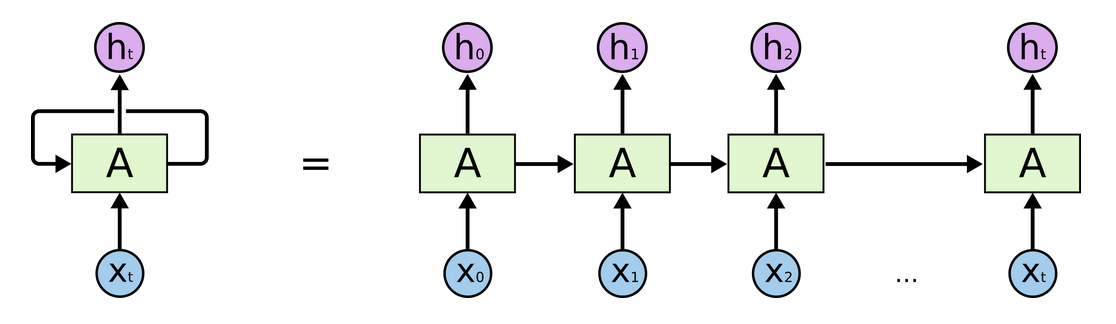 hₜ h₀ h₁ h₂ hₜ
A = A A A A
xₜ x₀ x₁ x₂ ... xₜ